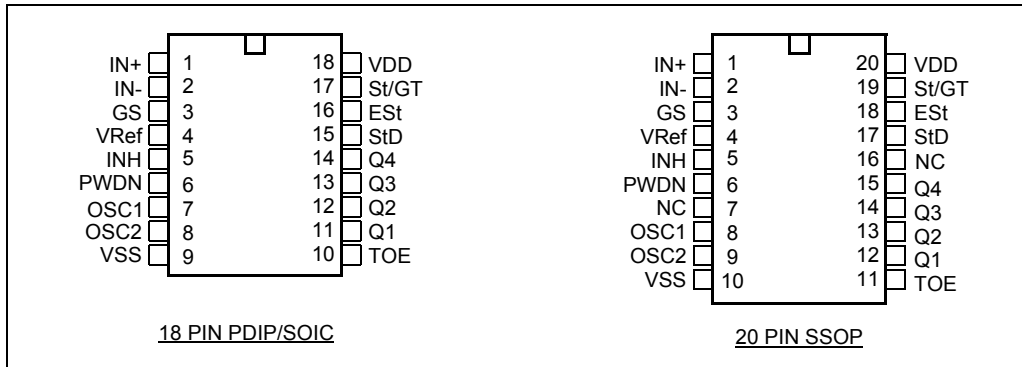 IN+ 1 18 VDD
IN- 2 17 St/GT
GS 3 16 ESt
VRef 4 15 StD
INH 5 14 Q4
PWDN 6 13 Q3
OSC1 7 12 Q2
OSC2 8 11 Q1
VSS 9 10 TOE
18 PIN PDIP/SOIC
IN+ 1 20 VDD
IN- 2 19 St/GT
GS 3 18 ESt
VRef 4 17 StD
INH 5 16 NC
PWDN 6 15 Q4
NC 7 14 Q3
OSC1 8 13 Q2
OSC2 9 12 Q1
VSS 10 11 TOE
20 PIN SSOP